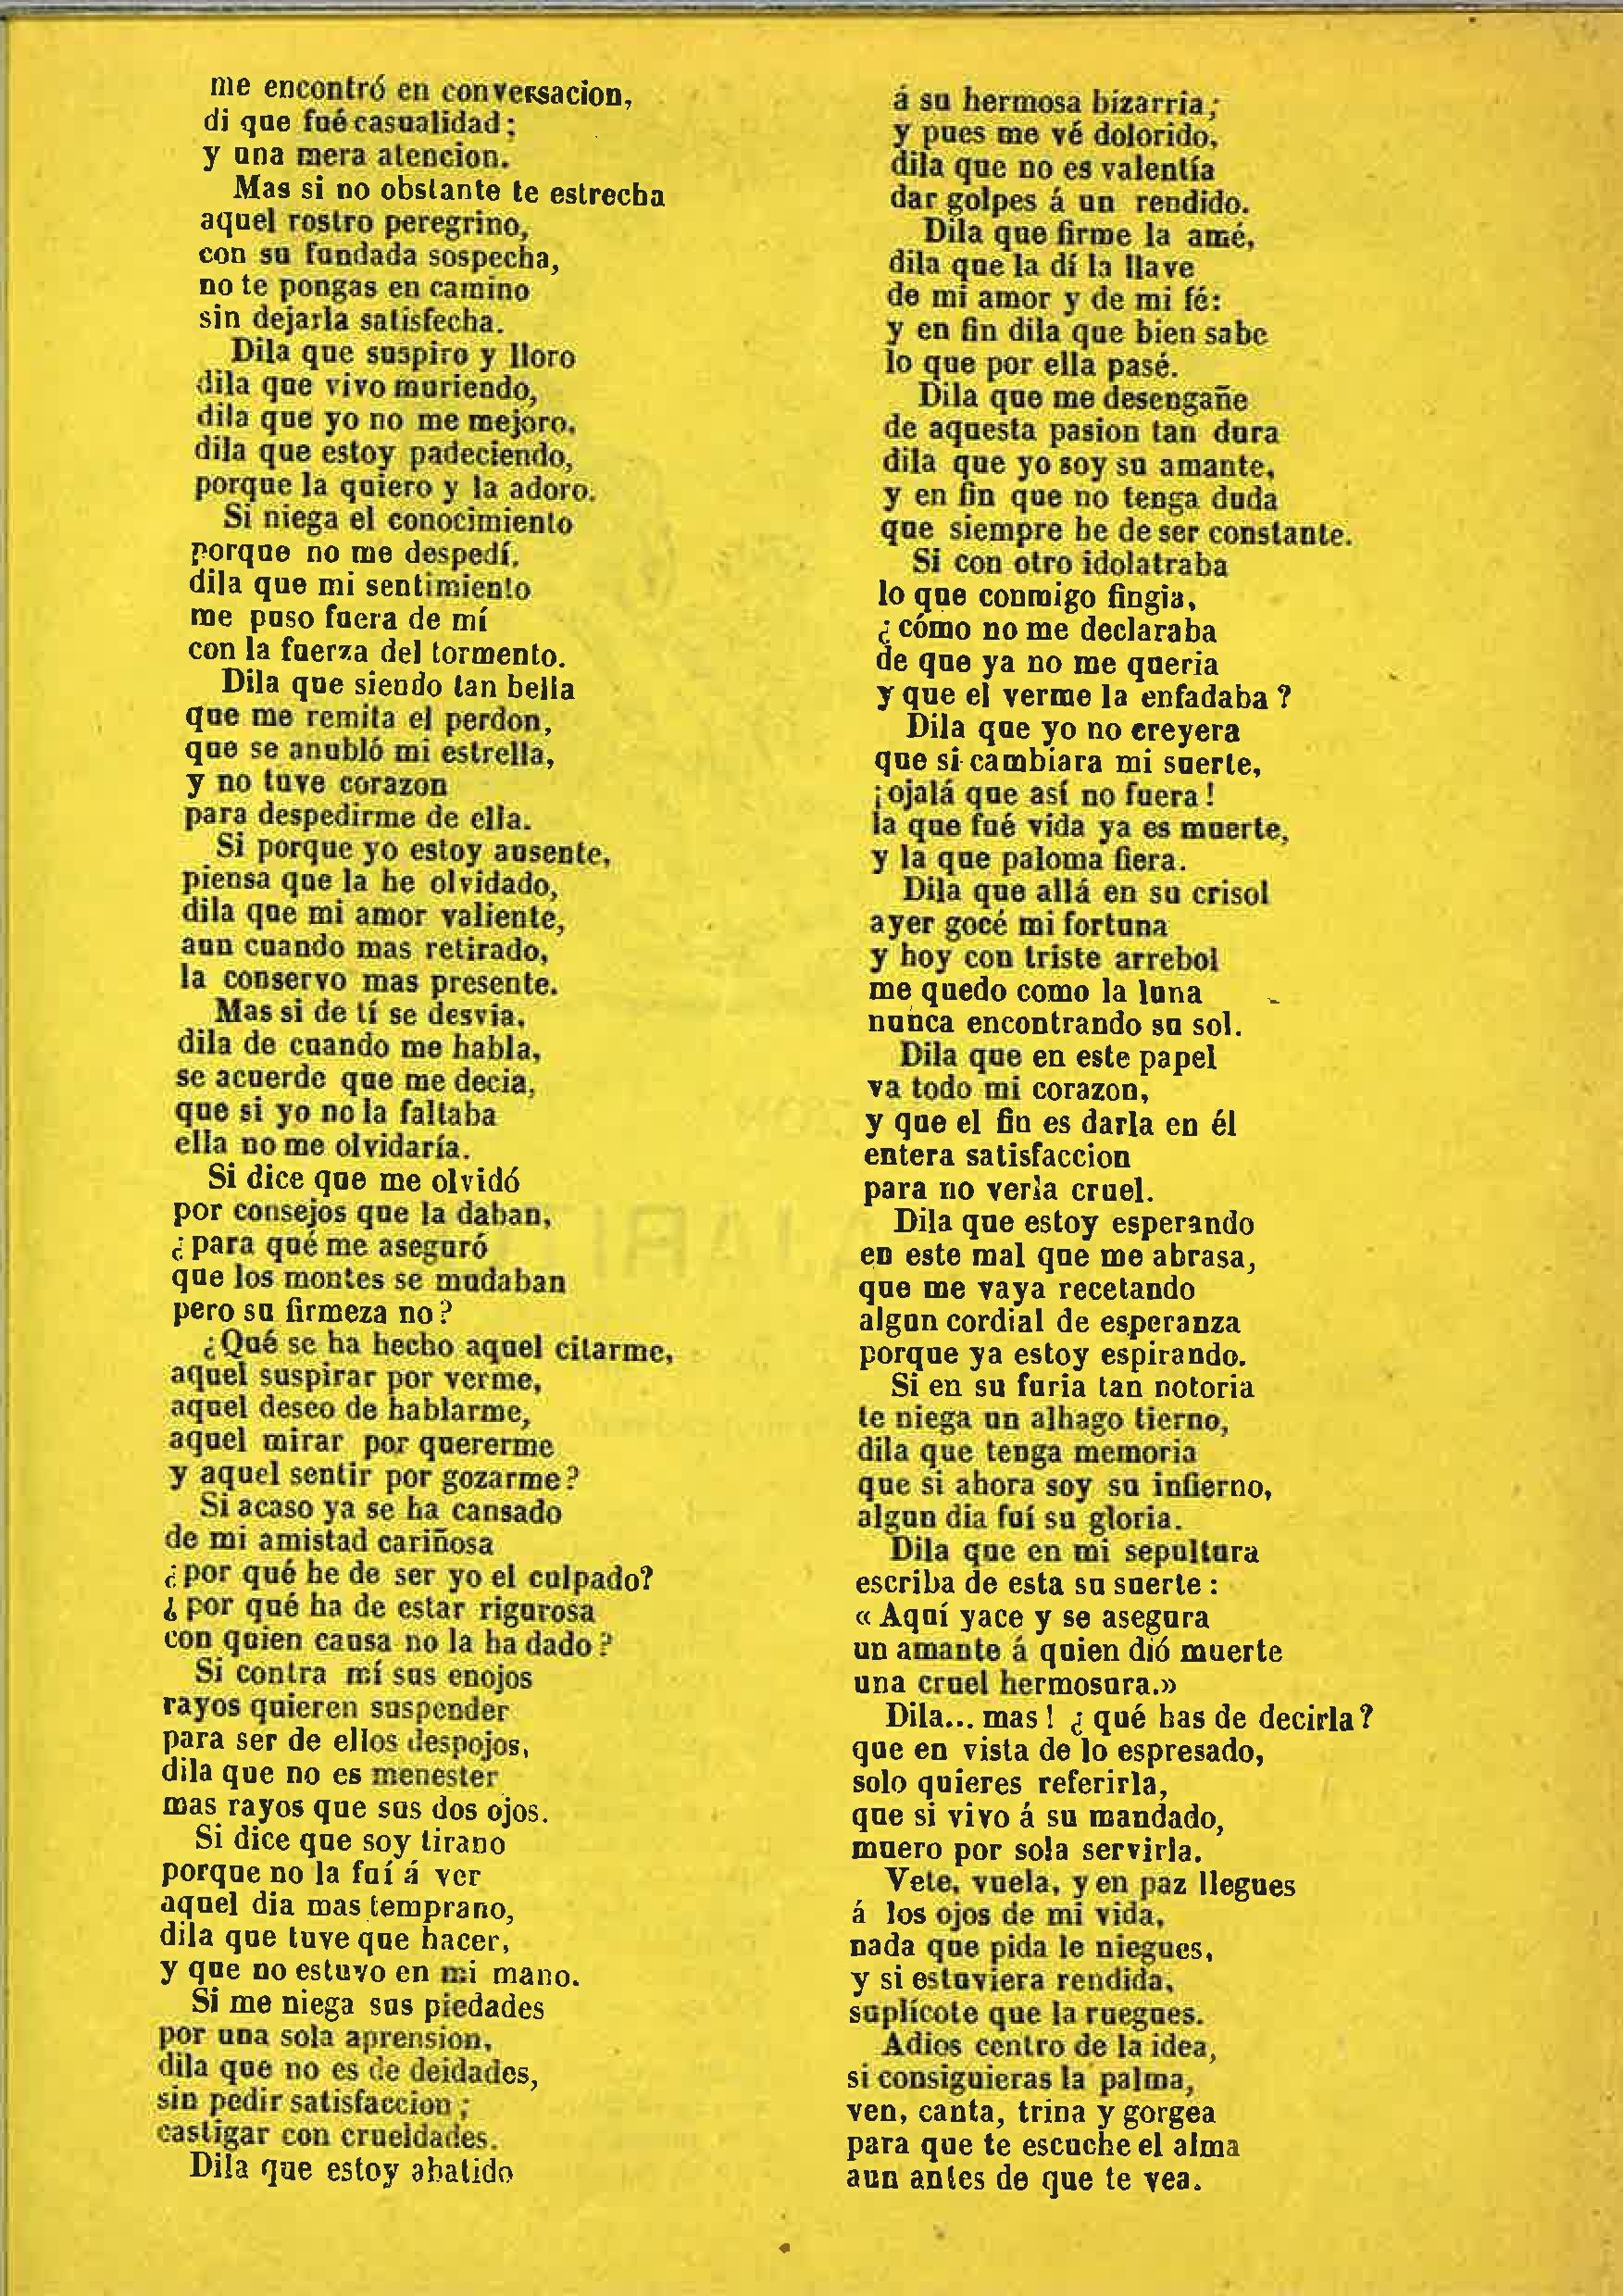 me encontró en conversacion,
di que fué casualidad;
y una mera atencion.
Mas si no obstante te estrecha
aquel rostro peregrino,
con su fundada sospecha,
no te pongas en camino
sin dejarla satisfecha.
Dila que suspiro y lloro
dila que vivo muriendo,
dila que yo no me mejoro.
dila que estoy padeciendo,
porque la quiero y la adoro.
Si niega el conocimiento
porque no me despedí,
dila que mi sentimiento
me puso fuera de mí
con la fuerza del tormento.
Dila que siendo tan bella
que me remita el perdon,
que se anubló mi estrella,
y no tuve corazon
para despedirme de ella.
Si porque yo estoy ausente,
piensa que la he olvidado,
dila que mi amor valiente,
aun cuando mas retirado,
la conservo mas presente.
Mas si de tí se desvia,
dila de cuando me habla,
se acuerde que me decia,
que si yo no la faltaba
ella no me olvidaría.
Si dice que me olvidó
por consejos que la daban,
¿para qué me aseguró
que los montes se mudaban
pero su firmeza no?
¿Qué se ha hecho aquel citarme,
aquel suspirar por verme,
aquel deseo de hablarme,
aquel mirar por quererme
y aquel sentir por gozarme?
Si acaso ya se ha cansado
de mi amistad cariñosa
¿por qué he de ser yo el culpado?
¿por qué ha de estar rigurosa
con quien causa no la ha dado?
Si contra mí sus enojos
rayos quieren suspender
para ser de ellos despojos,
dila que no es menester
mas rayos que sus dos ojos.
Si dice que soy tirano
porque no la fuí á ver
aquel dia mas temprano,
dila que tuve que hacer,
y que no estuvo en mi mano.
Si me niega sus piedades
por una sola aprension,
dila que no es de deidades,
sin pedir satisfaccion;
castigar con crueldades.
Dila que estoy abatido
á su hermosa bizarria;
y pues me vé dolorido,
dila que no es valentía
dar golpes á un rendido.
Dila que firme la amé,
dila que la dí la llave
de mi amor y de mi fé:
y en fin dila que bien sabe
lo que por ella pasé.
Dila que me desengañe
de aquesta pasion tan dura
dila que yo soy su amante,
y en fin que no tenga duda
que siempre he de ser constante.
Si con otro idolatraba
lo que conmigo fingia,
¿cómo no me declaraba
de que ya no me queria
y que el verme la enfadaba?
Dila que yo no creyera
que si cambiara mi suerte,
¡ojalá que así no fuera!
la que fué vida ya es muerte,
y la que paloma fiera.
Dila que allá en su crisol
ayer gocé mi fortuna
y hoy con triste arrebol
me quedo como la luna
nunca encontrando su sol.
Dila que en este papel
va todo mi corazon,
y que el fin es darla en él
entera satisfaccion
para no verla cruel.
Dila que estoy esperando
en este mal que me abrasa,
que me vaya recetando
algun cordial de esperanza
porque ya estoy espirando.
Si en su furia tan notoria
te niega un alhago tierno,
dila que tenga memoria
que si ahora soy su infierno,
algun dia fuí su gloria.
Dila que en mi sepultura
escriba de esta su suerte:
«Aquí yace y se asegura
un amante á quien dió muerte
una cruel hermosura.»
Dila... mas! ¿qué has de decirla?
que en vista de lo espresado,
solo quieres referirla,
que si vivo á su mandado,
muero por sola servirla.
Vete, vuela, y en paz llegues
á los ojos de mi vida,
nada que pida le niegues,
y si estuviera rendida,
suplícote que la ruegues.
Adios centro de la idea,
si consiguieras la palma,
ven, canta, trina y gorgea
para que te escuche el alma
aun antes de que te vea.